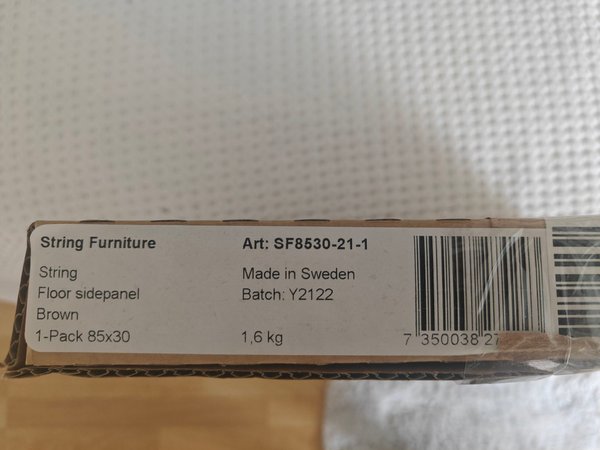 String Furniture
Art: SF8530-21-1
String
Made in Sweden
Floor sidepanel
Batch: Y2122
Brown
1-Pack 85x30
1,6 kg
7 350038 27